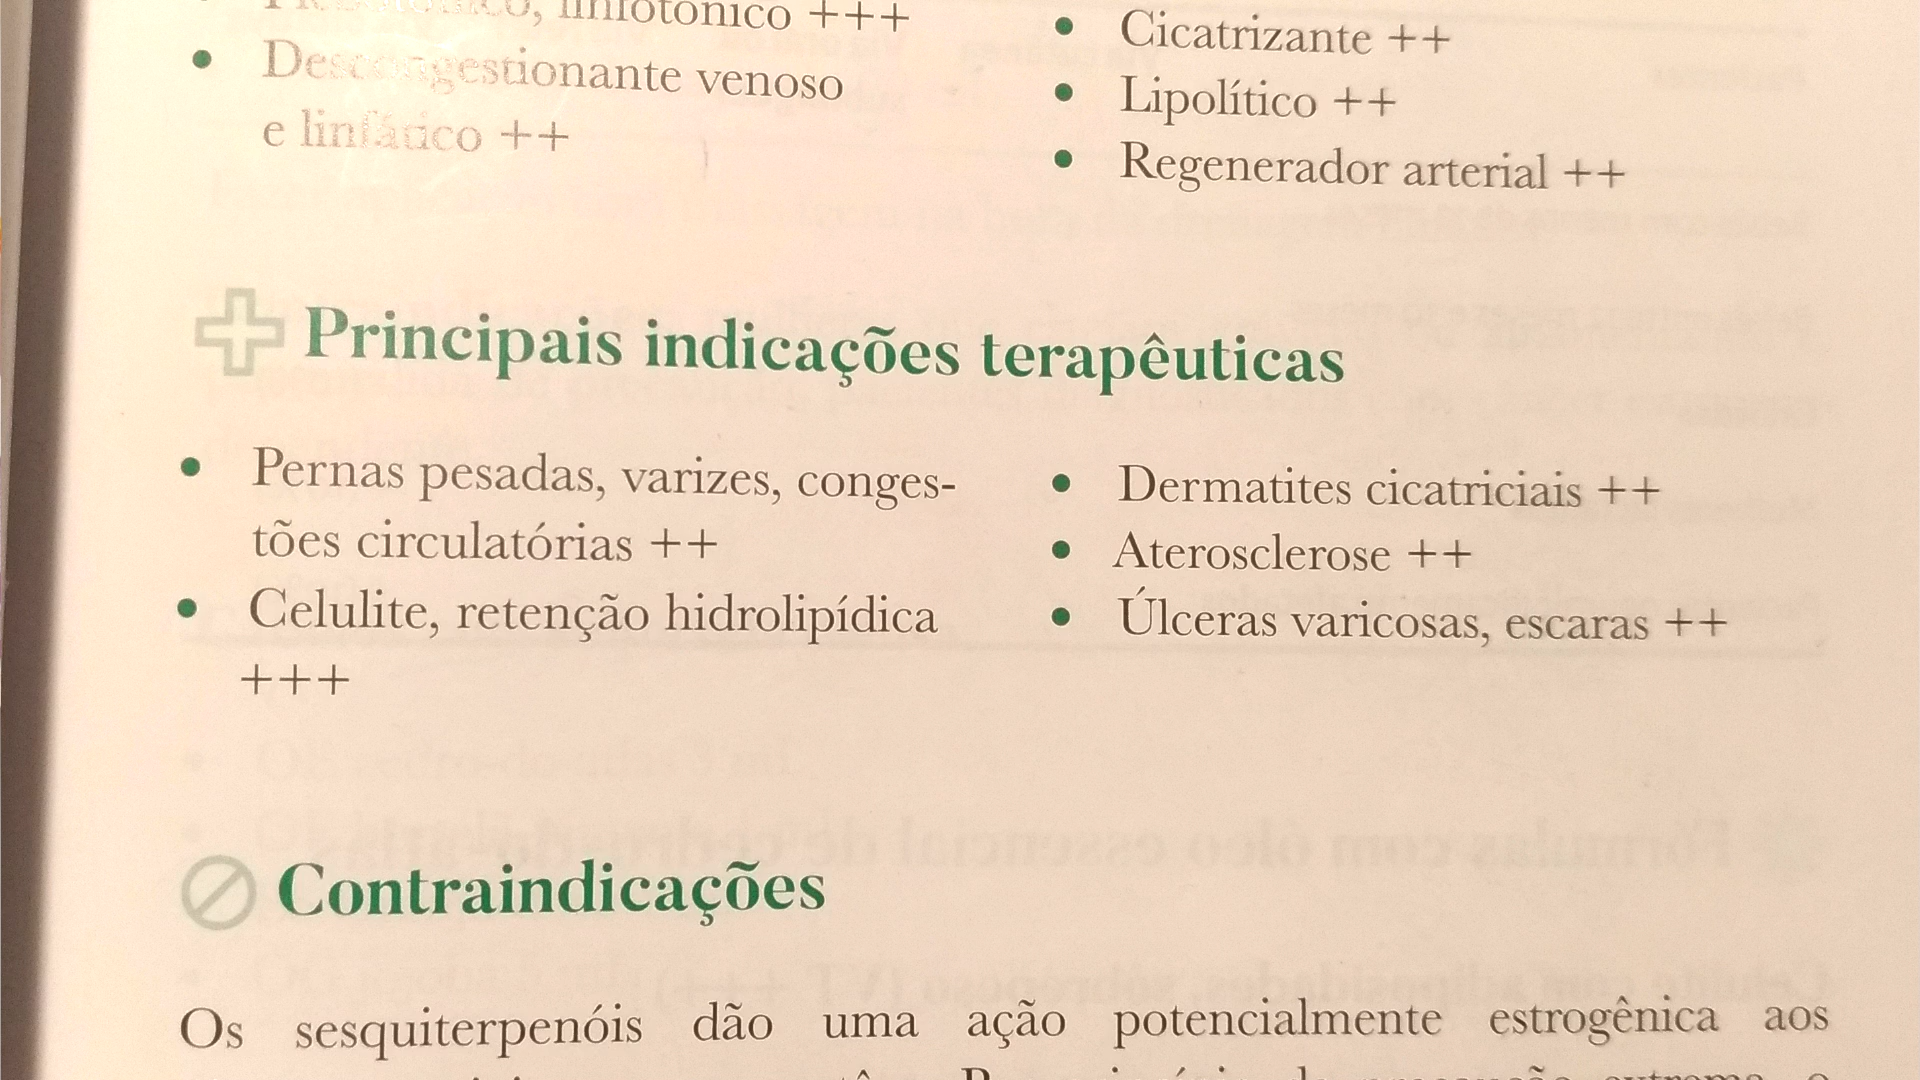 linfotônico +++
Descongestionante venoso
e linfático ++
Cicatrizante ++
Lipolítico ++
Regenerador arterial ++
Principais indicações terapêuticas
Pernas pesadas, varizes, conges-
tões circulatórias ++
Celulite, retenção hidrolipídica
+++
Dermatites cicatriciais ++
Aterosclerose ++
Úlceras varicosas, escaras ++
Contraindicações
Os sesquiterpenóis dão uma ação potencialmente estrogênica aos